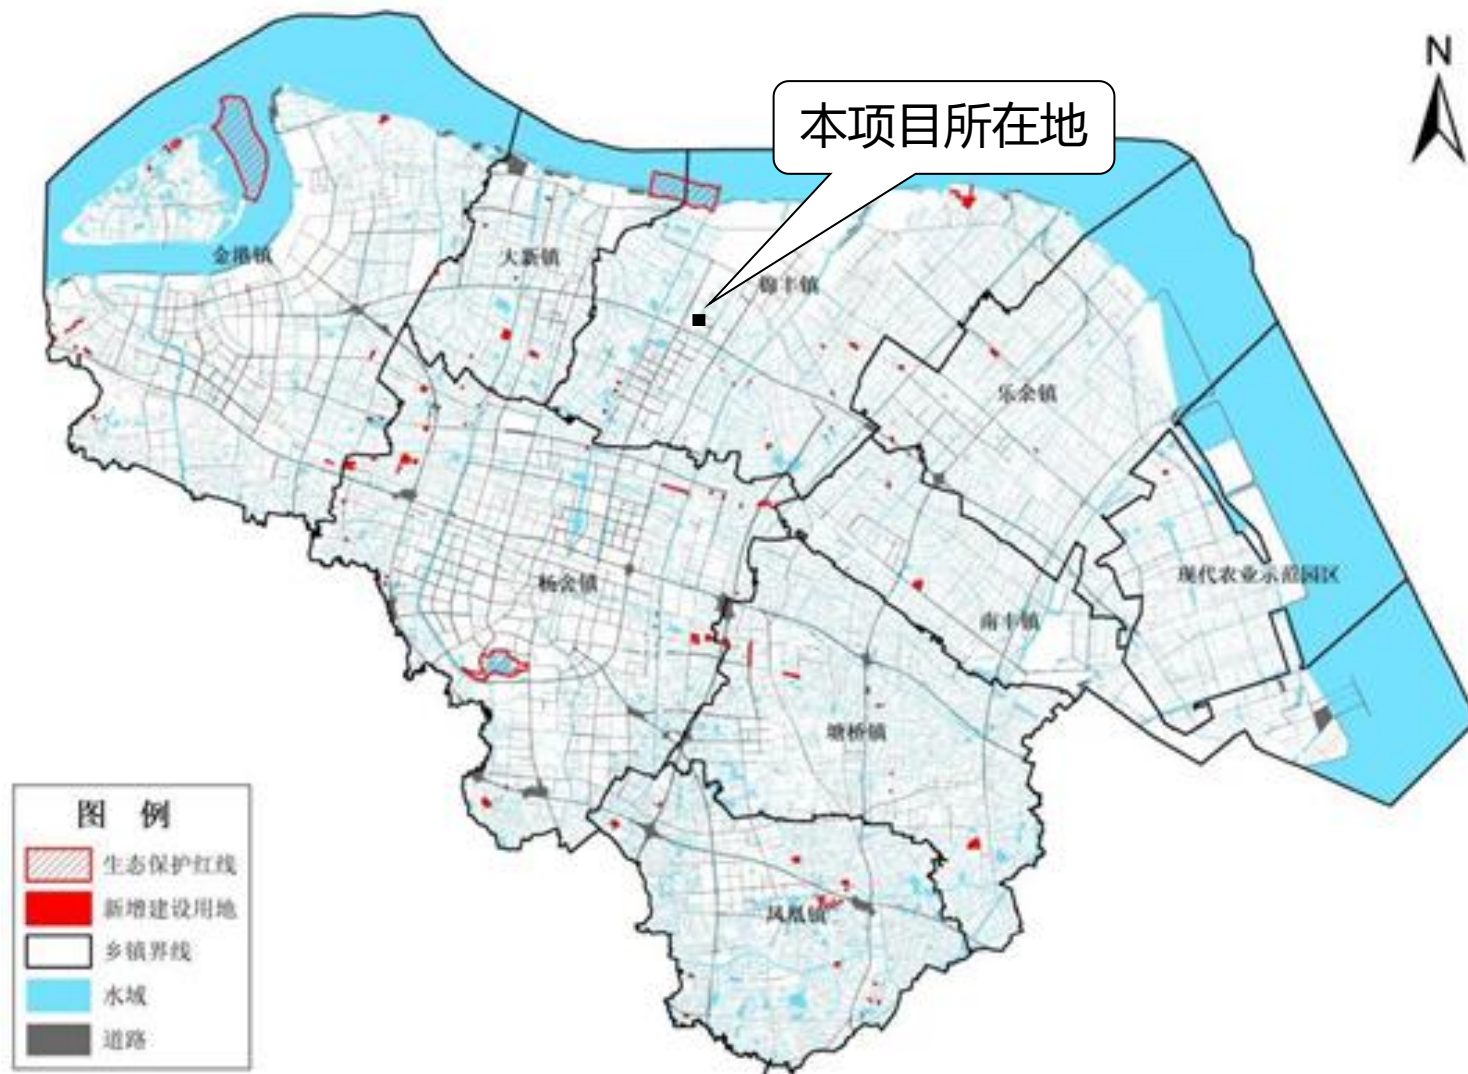 N
本项目所在地
金港镇
大新镇
锦丰镇
乐余镇
现代农业示范园区
杨舍镇
南丰镇
塘桥镇
凤凰镇
图 例
生态保护红线
新增建设用地
乡镇界线
水域
道路